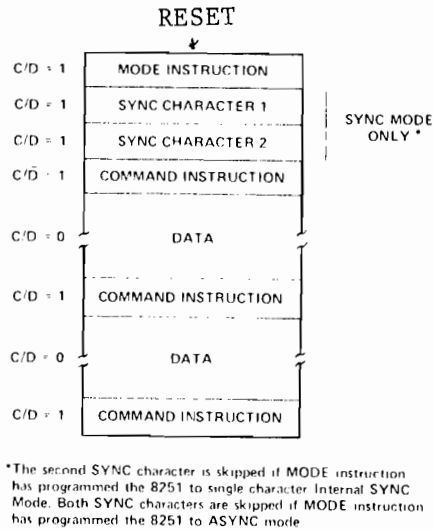 RESET
C/D = 1 MODE INSTRUCTION
C/D = 1 SYNC CHARACTER 1
SYNC MODE
ONLY *
C/D = 1 SYNC CHARACTER 2
C/D̄ = 1 COMMAND INSTRUCTION
C/D = 0 DATA
C/D = 1 COMMAND INSTRUCTION
C/D = 0 DATA
C/D = 1 COMMAND INSTRUCTION
*The second SYNC character is skipped if MODE instruction
has programmed the 8251 to single character Internal SYNC
Mode. Both SYNC characters are skipped if MODE instruction
has programmed the 8251 to ASYNC mode